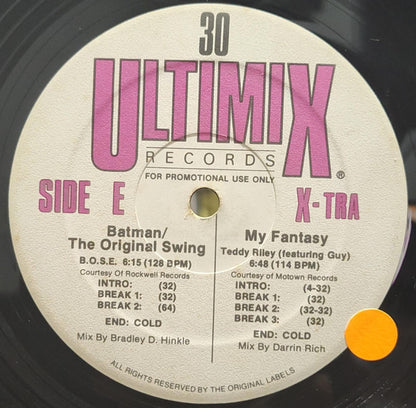 30
ULTIMIX
®
RECORDS
FOR PROMOTIONAL USE ONLY
SIDE E
X-TRA
Batman/
The Original Swing
B.O.S.E. 6:15 (128 BPM)
Courtesy Of Rockwell Records
INTRO: (32)
BREAK 1: (32)
BREAK 2: (64)
END: COLD
Mix By Bradley D. Hinkle
My Fantasy
Teddy Riley (featuring Guy)
6:48 (114 BPM)
Courtesy of Motown Records
INTRO: (4-32)
BREAK 1: (32)
BREAK 2: (32-32)
BREAK 3: (32)
END: COLD
Mix By Darrin Rich
ALL RIGHTS RESERVED BY THE ORIGINAL LABELS